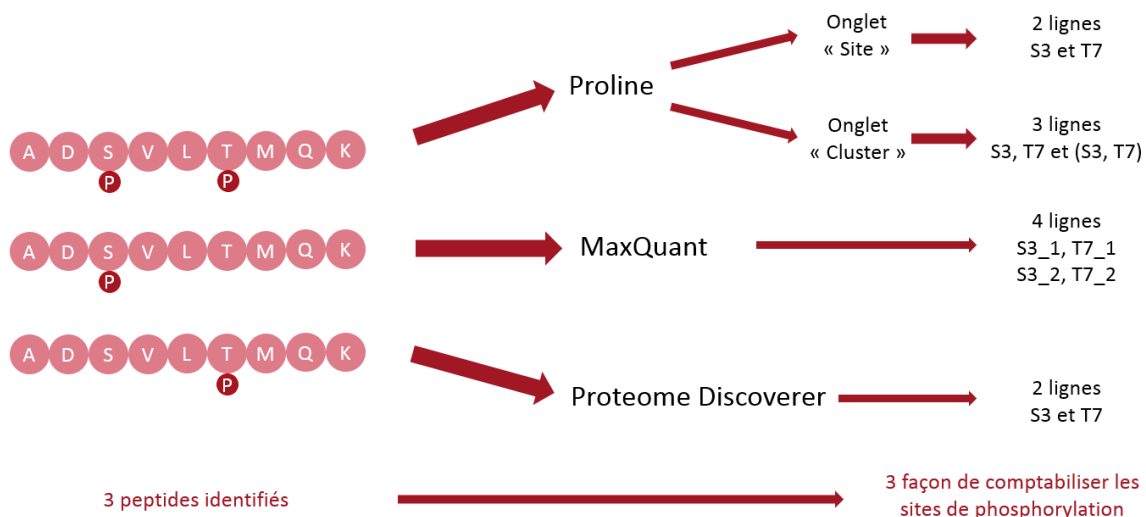 Onglet
« Site »
2 lignes
S3 et T7
Proline
A D S V L T M Q K
P P
Onglet
« Cluster »
3 lignes
S3, T7 et (S3, T7)
A D S V L T M Q K
P
MaxQuant
4 lignes
S3_1, T7_1
S3_2, T7_2
A D S V L T M Q K
P
Proteome Discoverer
2 lignes
S3 et T7
3 peptides identifiés
3 façon de comptabiliser les
sites de phosphorylation